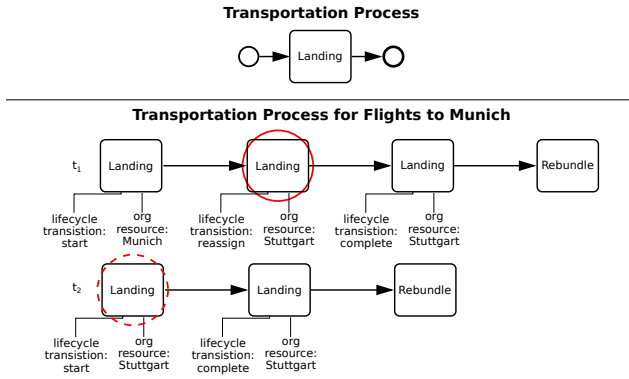 Transportation Process
Landing
Transportation Process for Flights to Munich
t1
Landing
Landing
Landing
Rebundle
lifecycle
transistion:
start
org
resource:
Munich
lifecycle
transistion:
reassign
org
resource:
Stuttgart
lifecycle
transistion:
complete
org
resource:
Stuttgart
t2
Landing
Landing
Rebundle
lifecycle
transistion:
start
org
resource:
Stuttgart
lifecycle
transistion:
complete
org
resource:
Stuttgart